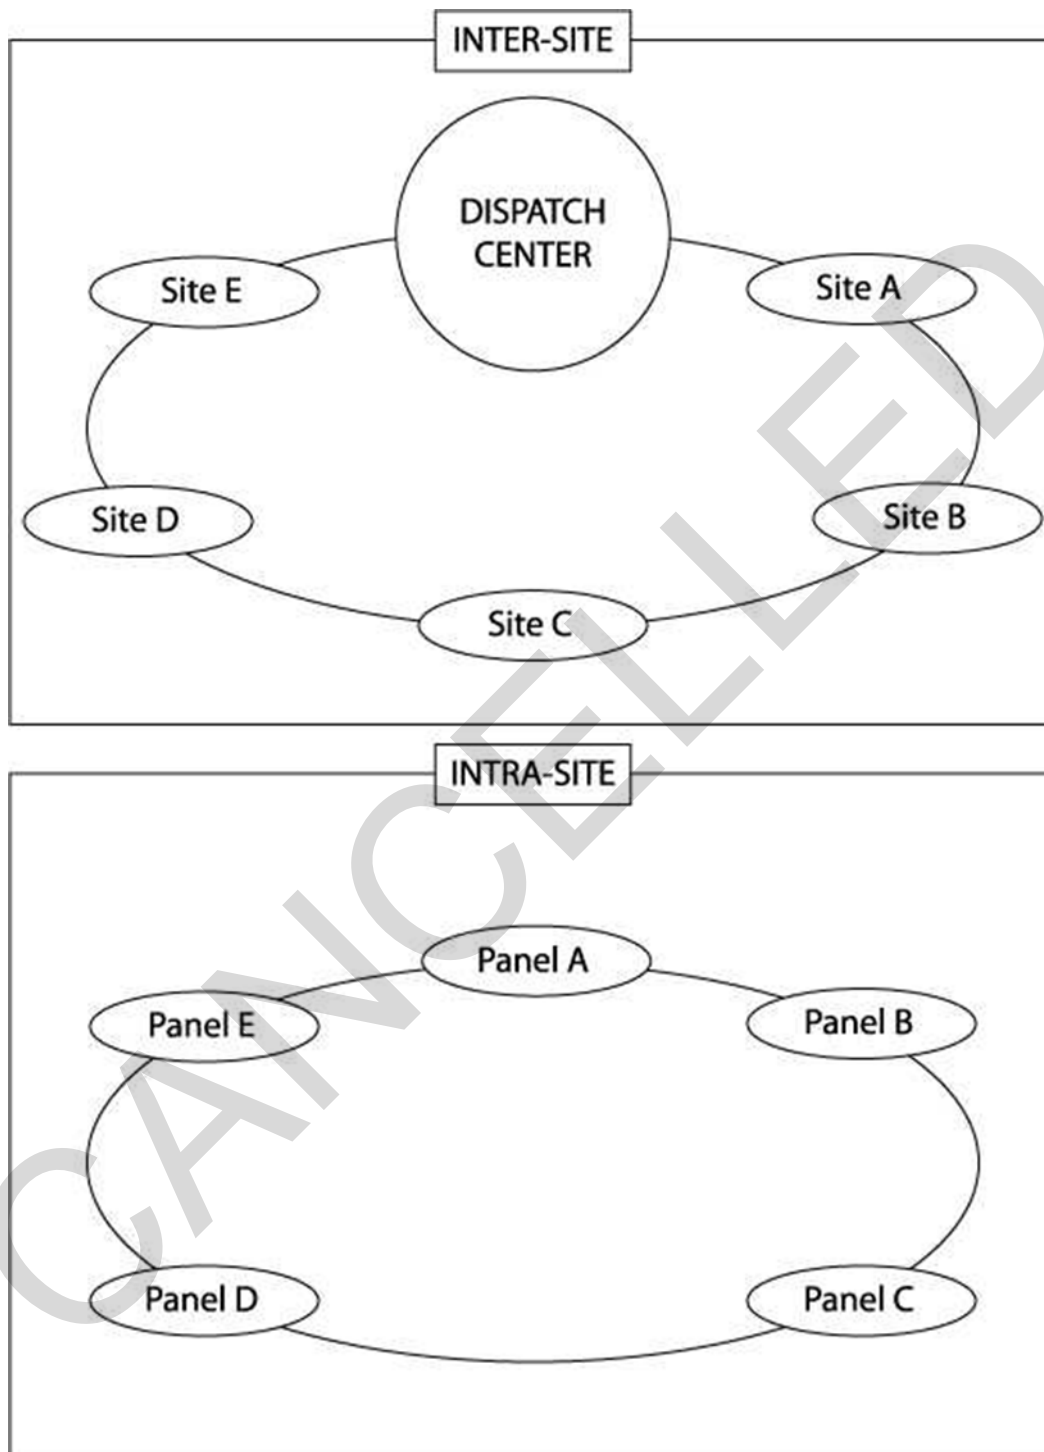 INTER-SITE
DISPATCH
CENTER
Site E
Site A
Site D
Site B
Site C
INTRA-SITE
Panel A
Panel E
Panel B
Panel D
Panel C
CANCELLED